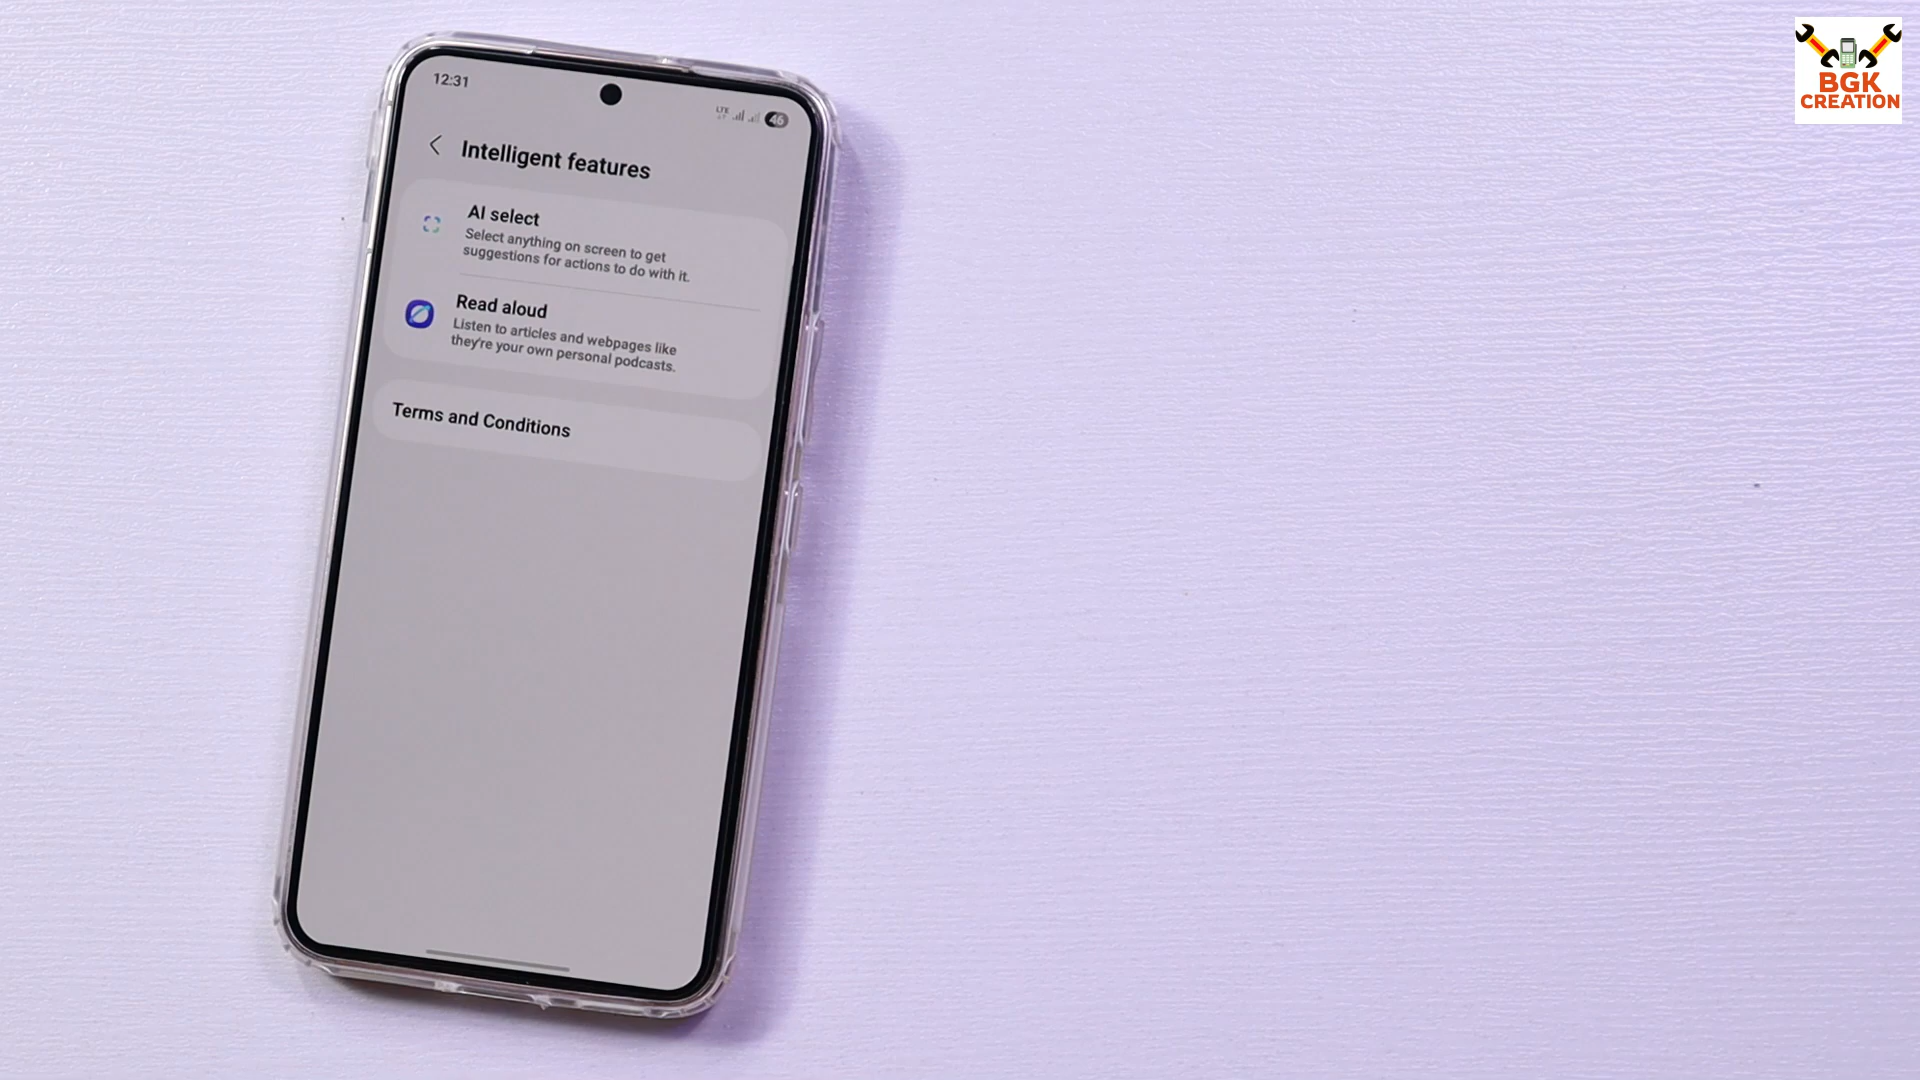 12:31
LTE
46
Intelligent features
AI select
Select anything on screen to get
suggestions for actions to do with it.
Read aloud
Listen to articles and webpages like
they're your own personal podcasts.
Terms and Conditions
BGK
CREATION